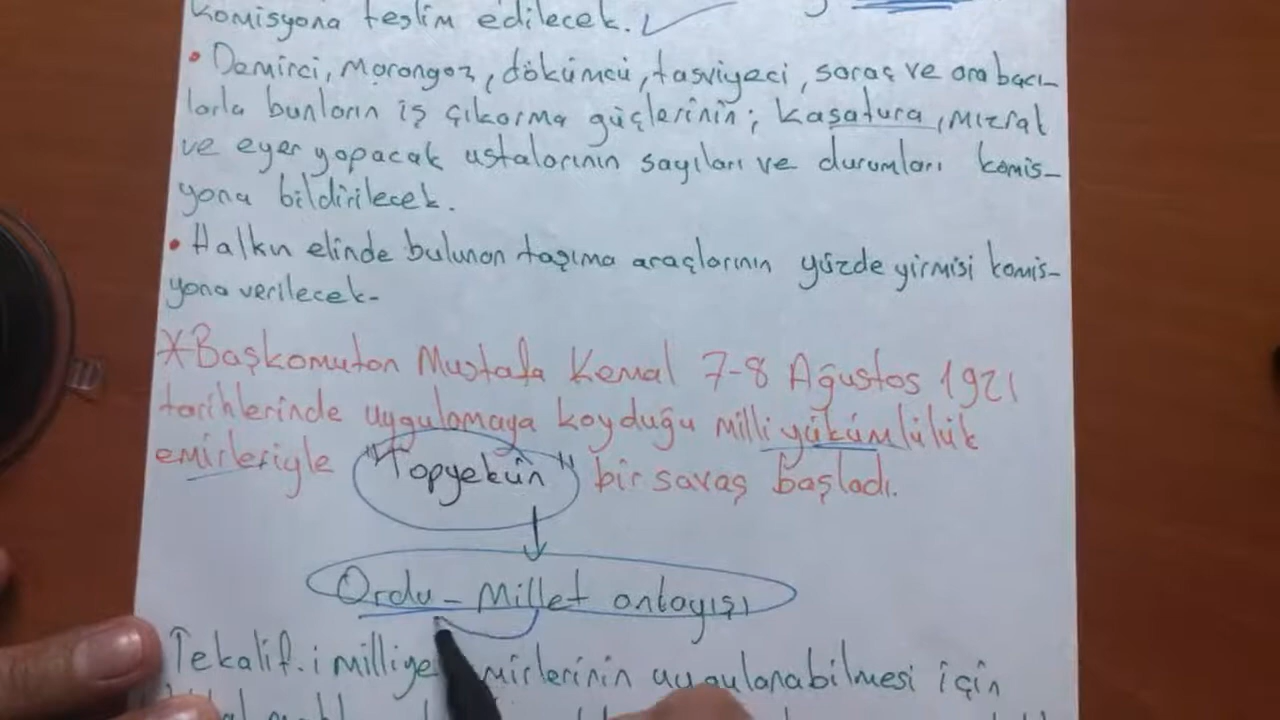 komisyona teslim edilecek.
• Demirci, marangoz, dökümcü, tasviyeci, saraç ve arabacı-
larla bunların iş çıkarma güçlerinin; kasatura, mızrak
ve eyer yapacak ustalarının sayıları ve durumları komis-
yona bildirilecek.
• Halkın elinde bulunan taşıma araçlarının yüzde yirmisi komis-
yona verilecek-
*Başkomutan Mustafa Kemal 7-8 Ağustos 1921
tarihlerinde uygulamaya koyduğu milli yükümlülük
emirleriyle "Topyekûn" bir savaş başladı.
Ordu - Millet anlayışı
Tekalif-i milliye emirlerinin uygulanabilmesi için